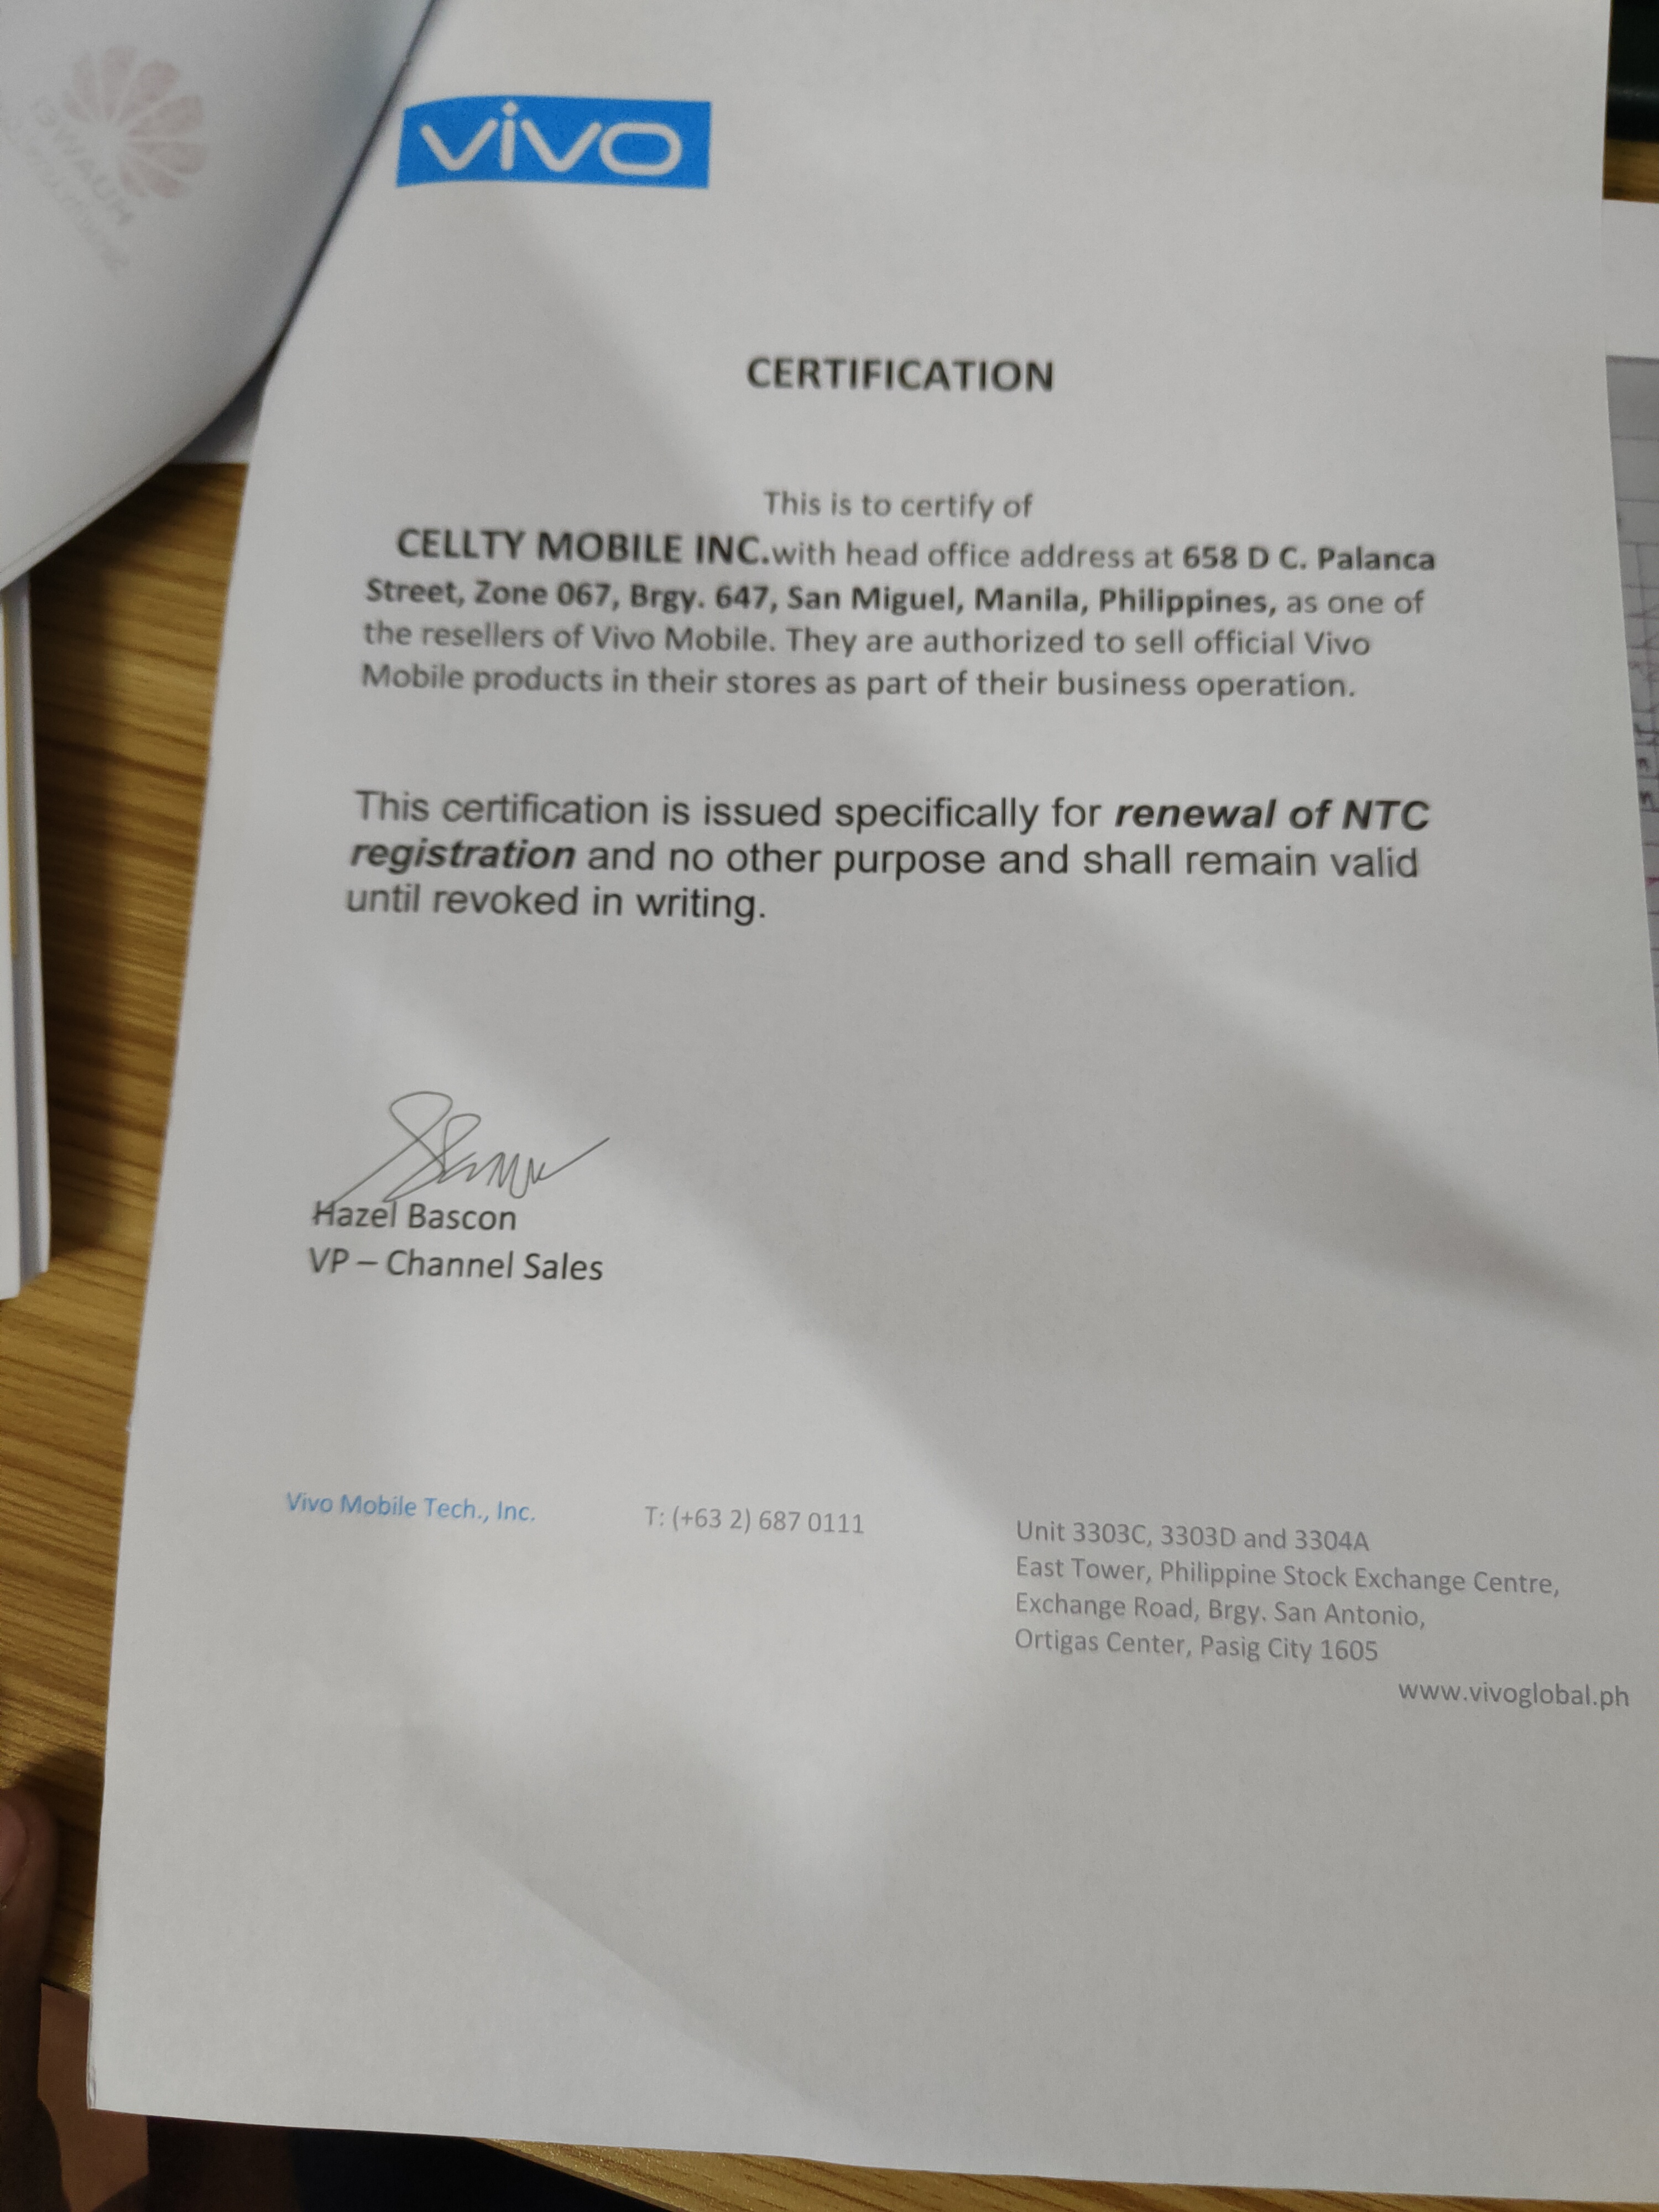 vivo
HUAWEI
CERTIFICATION
This is to certify of
CELLTY MOBILE INC.with head office address at 658 D C. Palanca
Street, Zone 067, Brgy. 647, San Miguel, Manila, Philippines, as one of
the resellers of Vivo Mobile. They are authorized to sell official Vivo
Mobile products in their stores as part of their business operation.
This certification is issued specifically for renewal of NTC
registration and no other purpose and shall remain valid
until revoked in writing.
Hazel Bascon
VP – Channel Sales
Vivo Mobile Tech., Inc.
T: (+63 2) 687 0111
Unit 3303C, 3303D and 3304A
East Tower, Philippine Stock Exchange Centre,
Exchange Road, Brgy. San Antonio,
Ortigas Center, Pasig City 1605
www.vivoglobal.ph